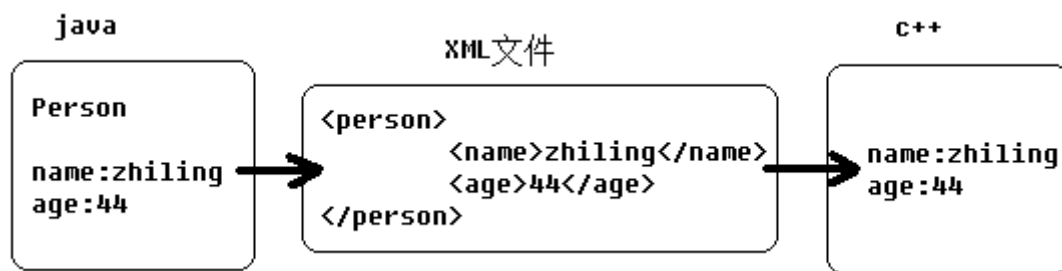 java
Person
name:zhiling
age:44
XML文件
<person>
<name>zhiling</name>
<age>44</age>
</person>
c++
name:zhiling
age:44